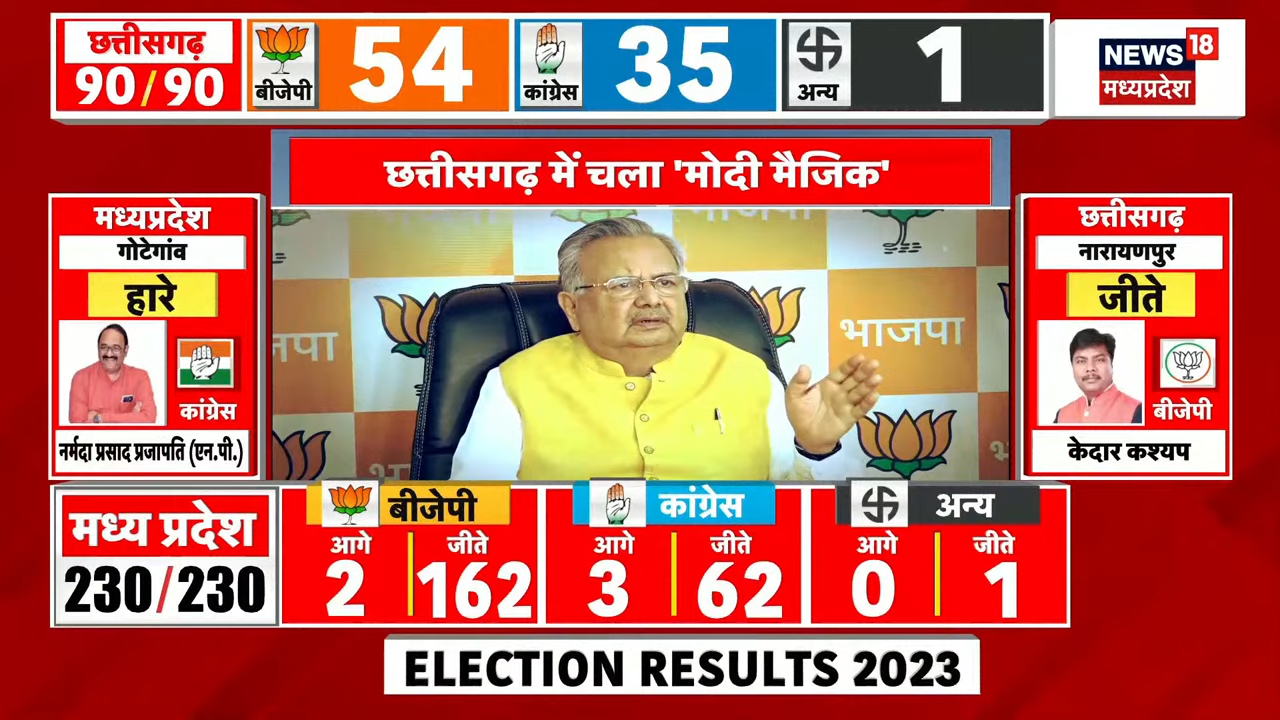 छत्तीसगढ़
90/90
बीजेपी
54
कांग्रेस
35
अन्य
1
NEWS 18
मध्यप्रदेश
छत्तीसगढ़ में चला 'मोदी मैजिक'
मध्यप्रदेश
गोटेगांव
हारे
कांग्रेस
नर्मदा प्रसाद प्रजापति (एन.पी.)
भाजपा
छत्तीसगढ़
नारायणपुर
जीते
बीजेपी
केदार कश्यप
मध्य प्रदेश
230/230
बीजेपी
आगे जीते
2 162
कांग्रेस
आगे जीते
3 62
अन्य
आगे जीते
0 1
ELECTION RESULTS 2023